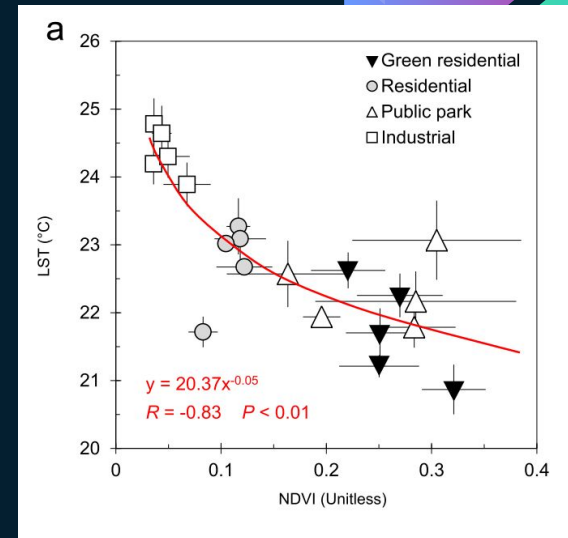 a
26
25
24
23
22
21
20
LST (°C)
Green residential
Residential
Public park
Industrial
y = 20.37x⁻⁰·⁰⁵
R = -0.83 P < 0.01
0
0.1
0.2
0.3
0.4
NDVI (Unitless)